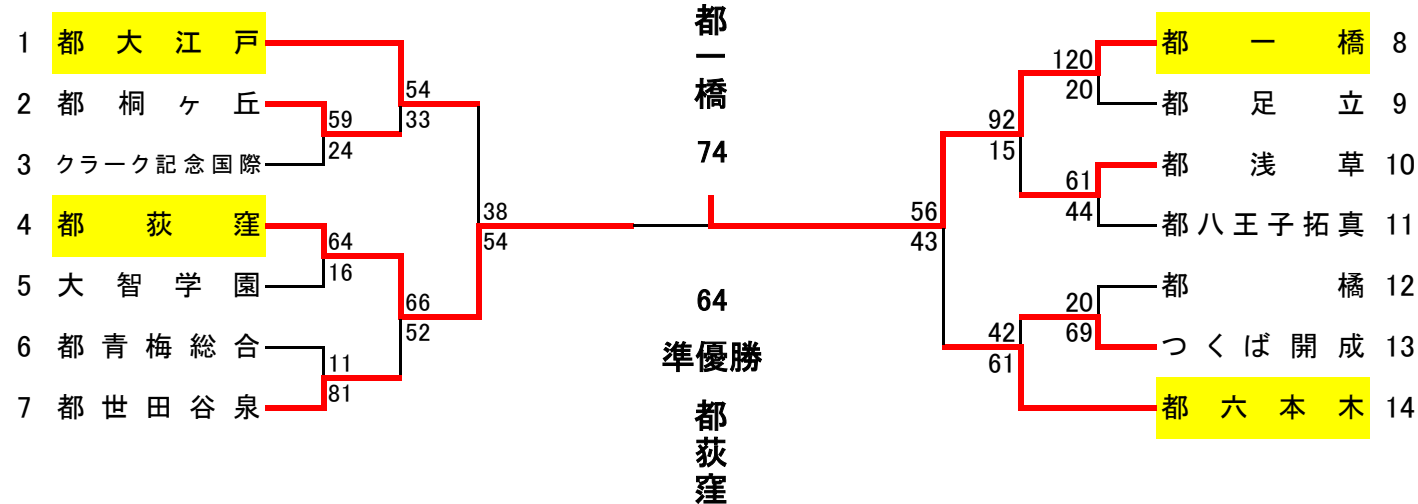 1 都大江戸
2 都桐ヶ丘
3 クラーク記念国際
4 都荻窪
5 大智学園
6 都青梅総合
7 都世田谷泉
59
24
64
16
11
81
54
33
66
52
38
54
都一橋
74
64
準優勝
都荻窪
56
43
92
15
42
61
120
20
61
44
20
69
都一橋 8
都足立 9
都浅草 10
都八王子拓真 11
都橘 12
つくば開成 13
都六本木 14